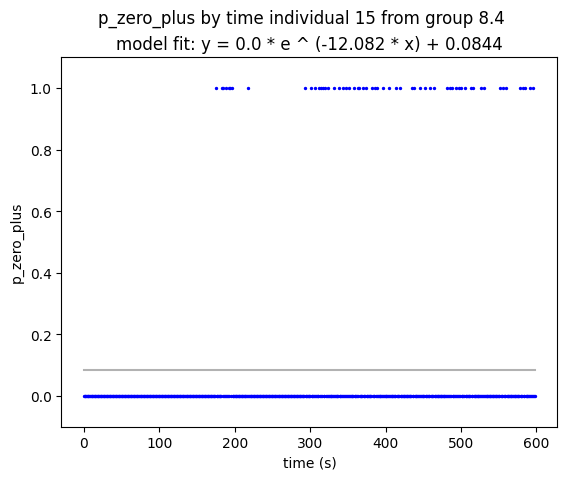 p_zero_plus by time individual 15 from group 8.4
model fit: y = 0.0 * e ^ (-12.082 * x) + 0.0844
1.0
0.8
0.6
0.4
0.2
0.0
p_zero_plus
0 100 200 300 400 500 600
time (s)